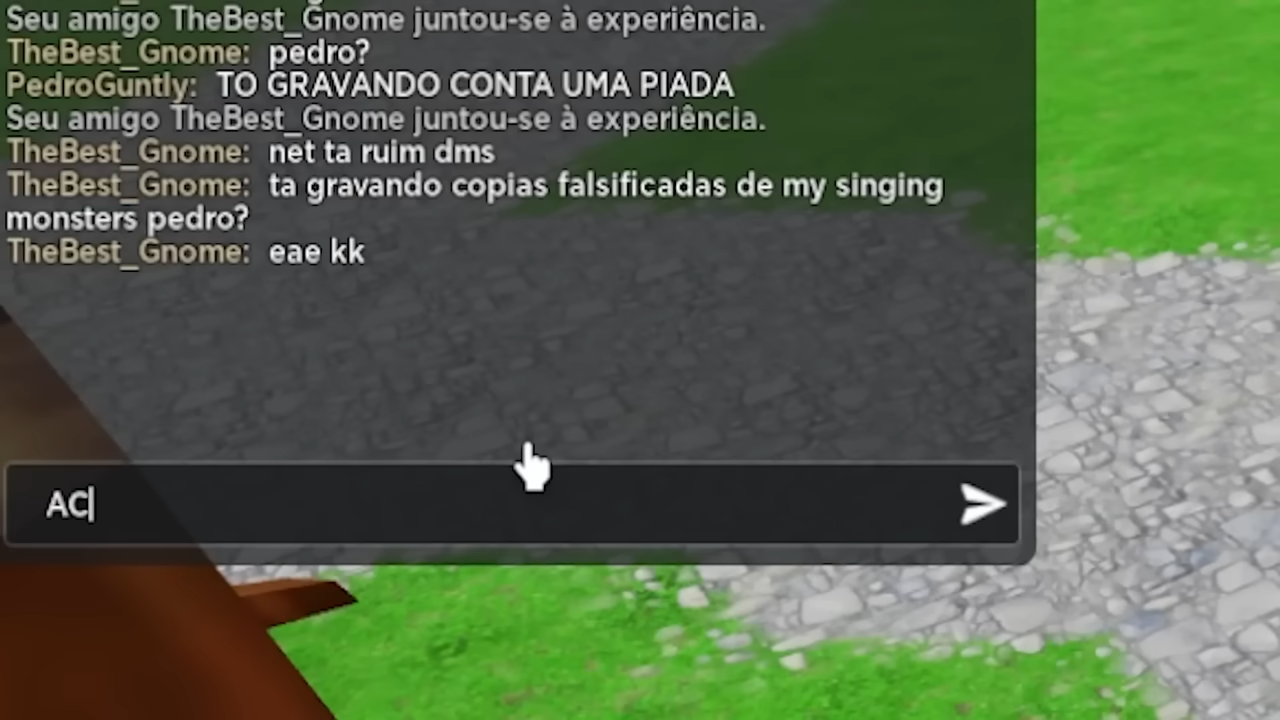 Seu amigo TheBest_Gnome juntou-se à experiência.
TheBest_Gnome: pedro?
PedroGuntly: TO GRAVANDO CONTA UMA PIADA
Seu amigo TheBest_Gnome juntou-se à experiência.
TheBest_Gnome: net ta ruim dms
TheBest_Gnome: ta gravando copias falsificadas de my singing
monsters pedro?
TheBest_Gnome: eae kk
AC